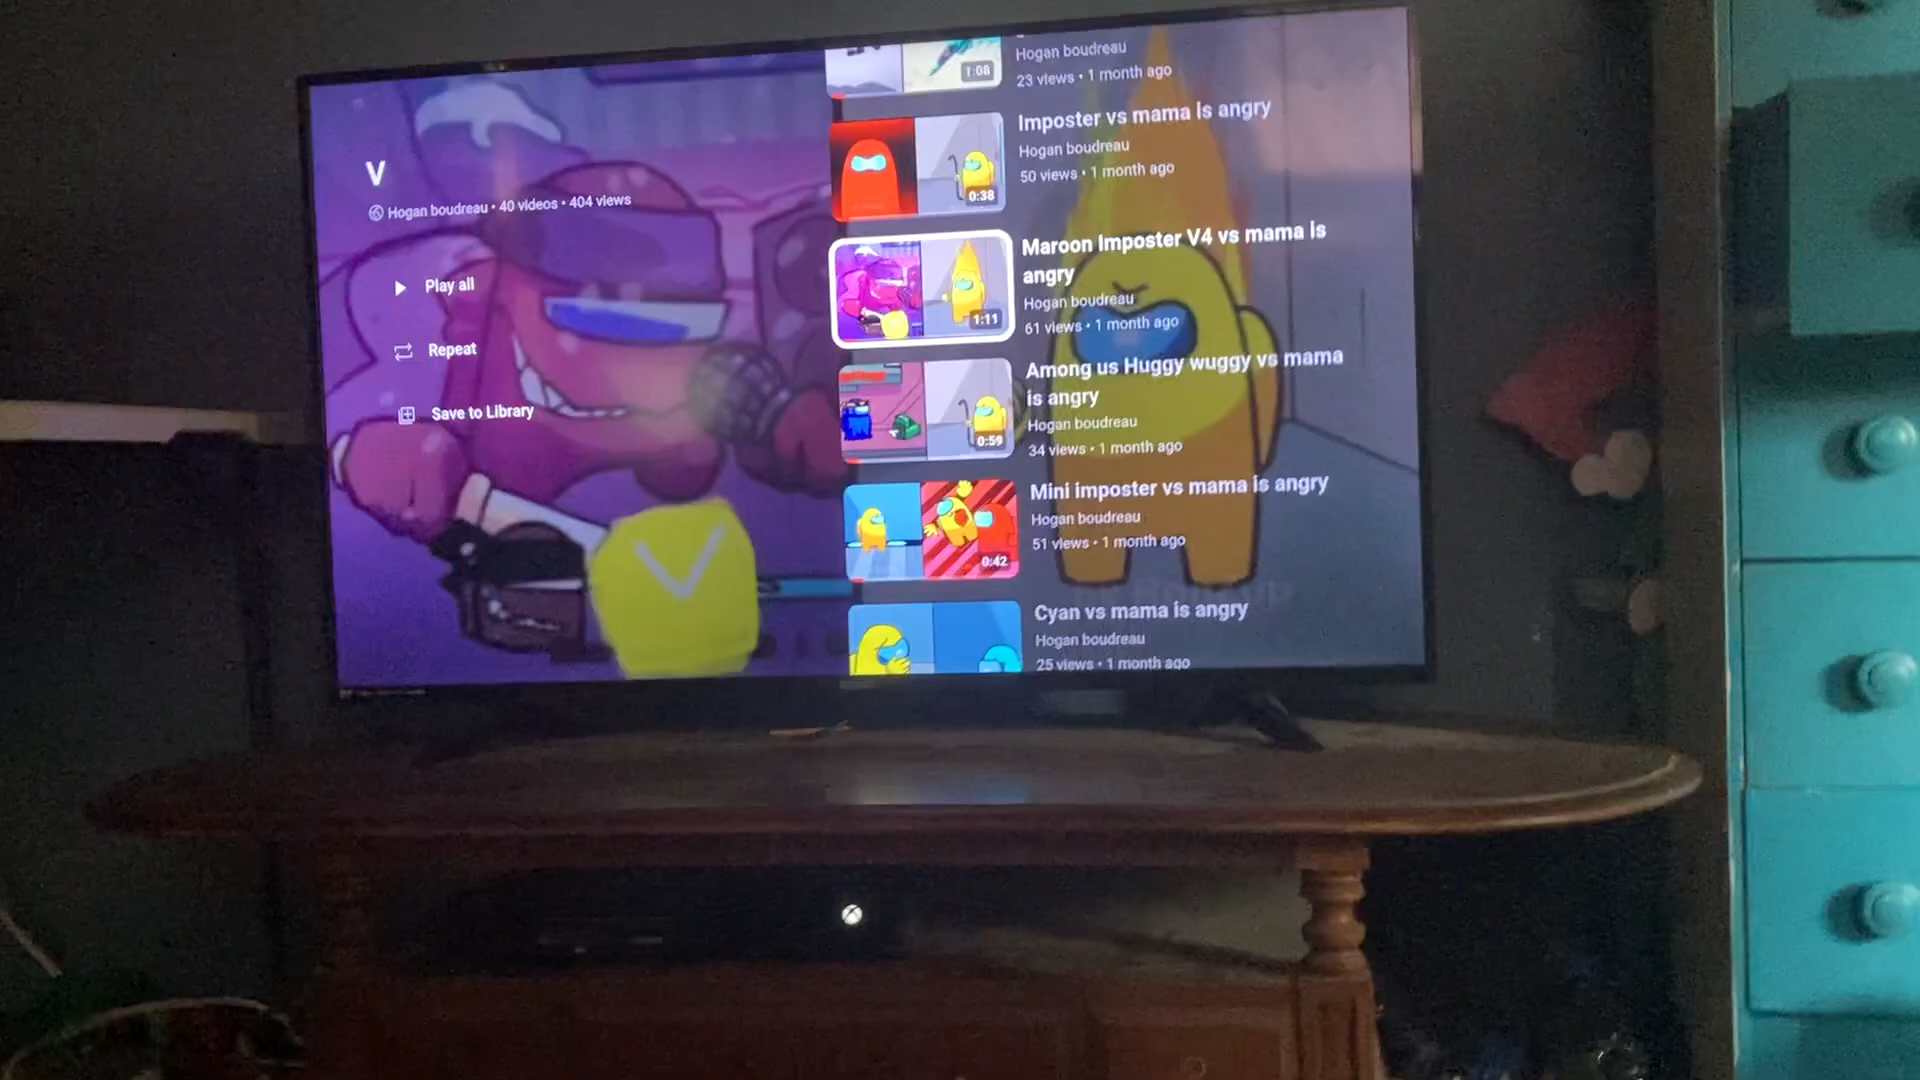 V
Hogan boudreau • 40 videos • 404 views
Play all
Repeat
Save to Library
1:08
Hogan boudreau
23 views • 1 month ago
Imposter vs mama is angry
Hogan boudreau
50 views • 1 month ago
0:38
Maroon Imposter V4 vs mama is
angry
Hogan boudreau
61 views • 1 month ago
1:11
Among us Huggy wuggy vs mama
is angry
Hogan boudreau
34 views • 1 month ago
0:59
Mini imposter vs mama is angry
Hogan boudreau
51 views • 1 month ago
0:42
Cyan vs mama is angry
Hogan boudreau
25 views • 1 month ago